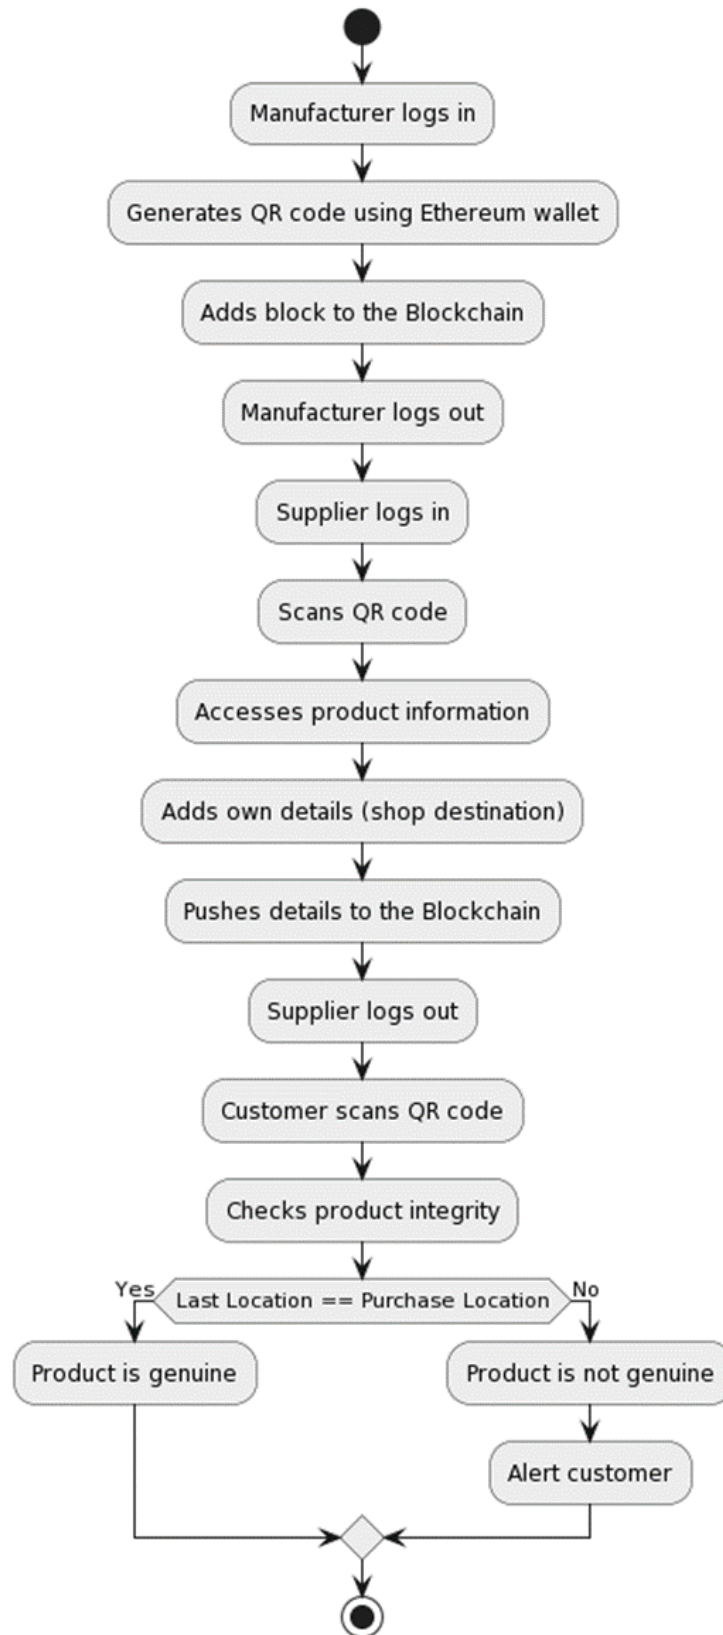 Manufacturer logs in
Generates QR code using Ethereum wallet
Adds block to the Blockchain
Manufacturer logs out
Supplier logs in
Scans QR code
Accesses product information
Adds own details (shop destination)
Pushes details to the Blockchain
Supplier logs out
Customer scans QR code
Checks product integrity
Yes
Last Location == Purchase Location
No
Product is genuine
Product is not genuine
Alert customer